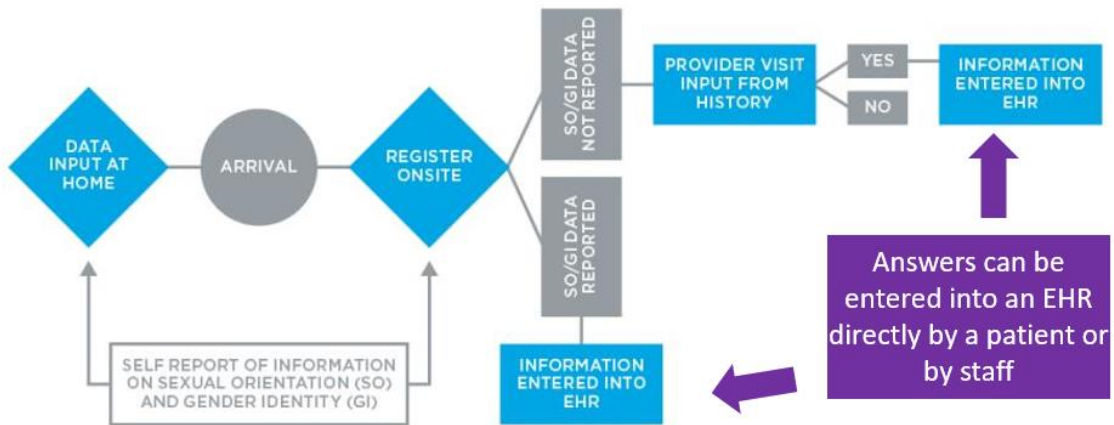 DATA
INPUT AT
HOME
ARRIVAL
REGISTER
ONSITE
SO/GI DATA
NOT REPORTED
PROVIDER VISIT
INPUT FROM
HISTORY
YES
NO
INFORMATION
ENTERED INTO
EHR
SO/GI DATA
REPORTED
INFORMATION
ENTERED INTO
EHR
SELF REPORT OF INFORMATION
ON SEXUAL ORIENTATION (SO)
AND GENDER IDENTITY (GI)
Answers can be
entered into an EHR
directly by a patient or
by staff